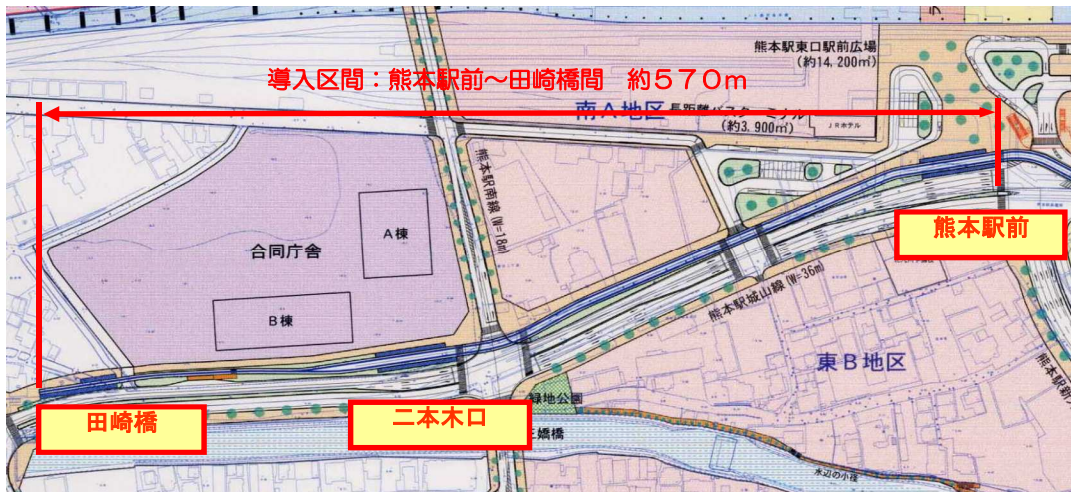 熊本駅東口駅前広場
(約14,200㎡)
導入区間：熊本駅前～田崎橋間　約５７０ｍ
南A地区
長距離バスターミナル
(約3,900㎡)
JRホテル
熊本駅南線(W=18m)
A棟
合同庁舎
B棟
熊本駅前
熊本駅城山線(W=36m)
東B地区
田崎橋
二本木口
緑地公園
水辺の小径